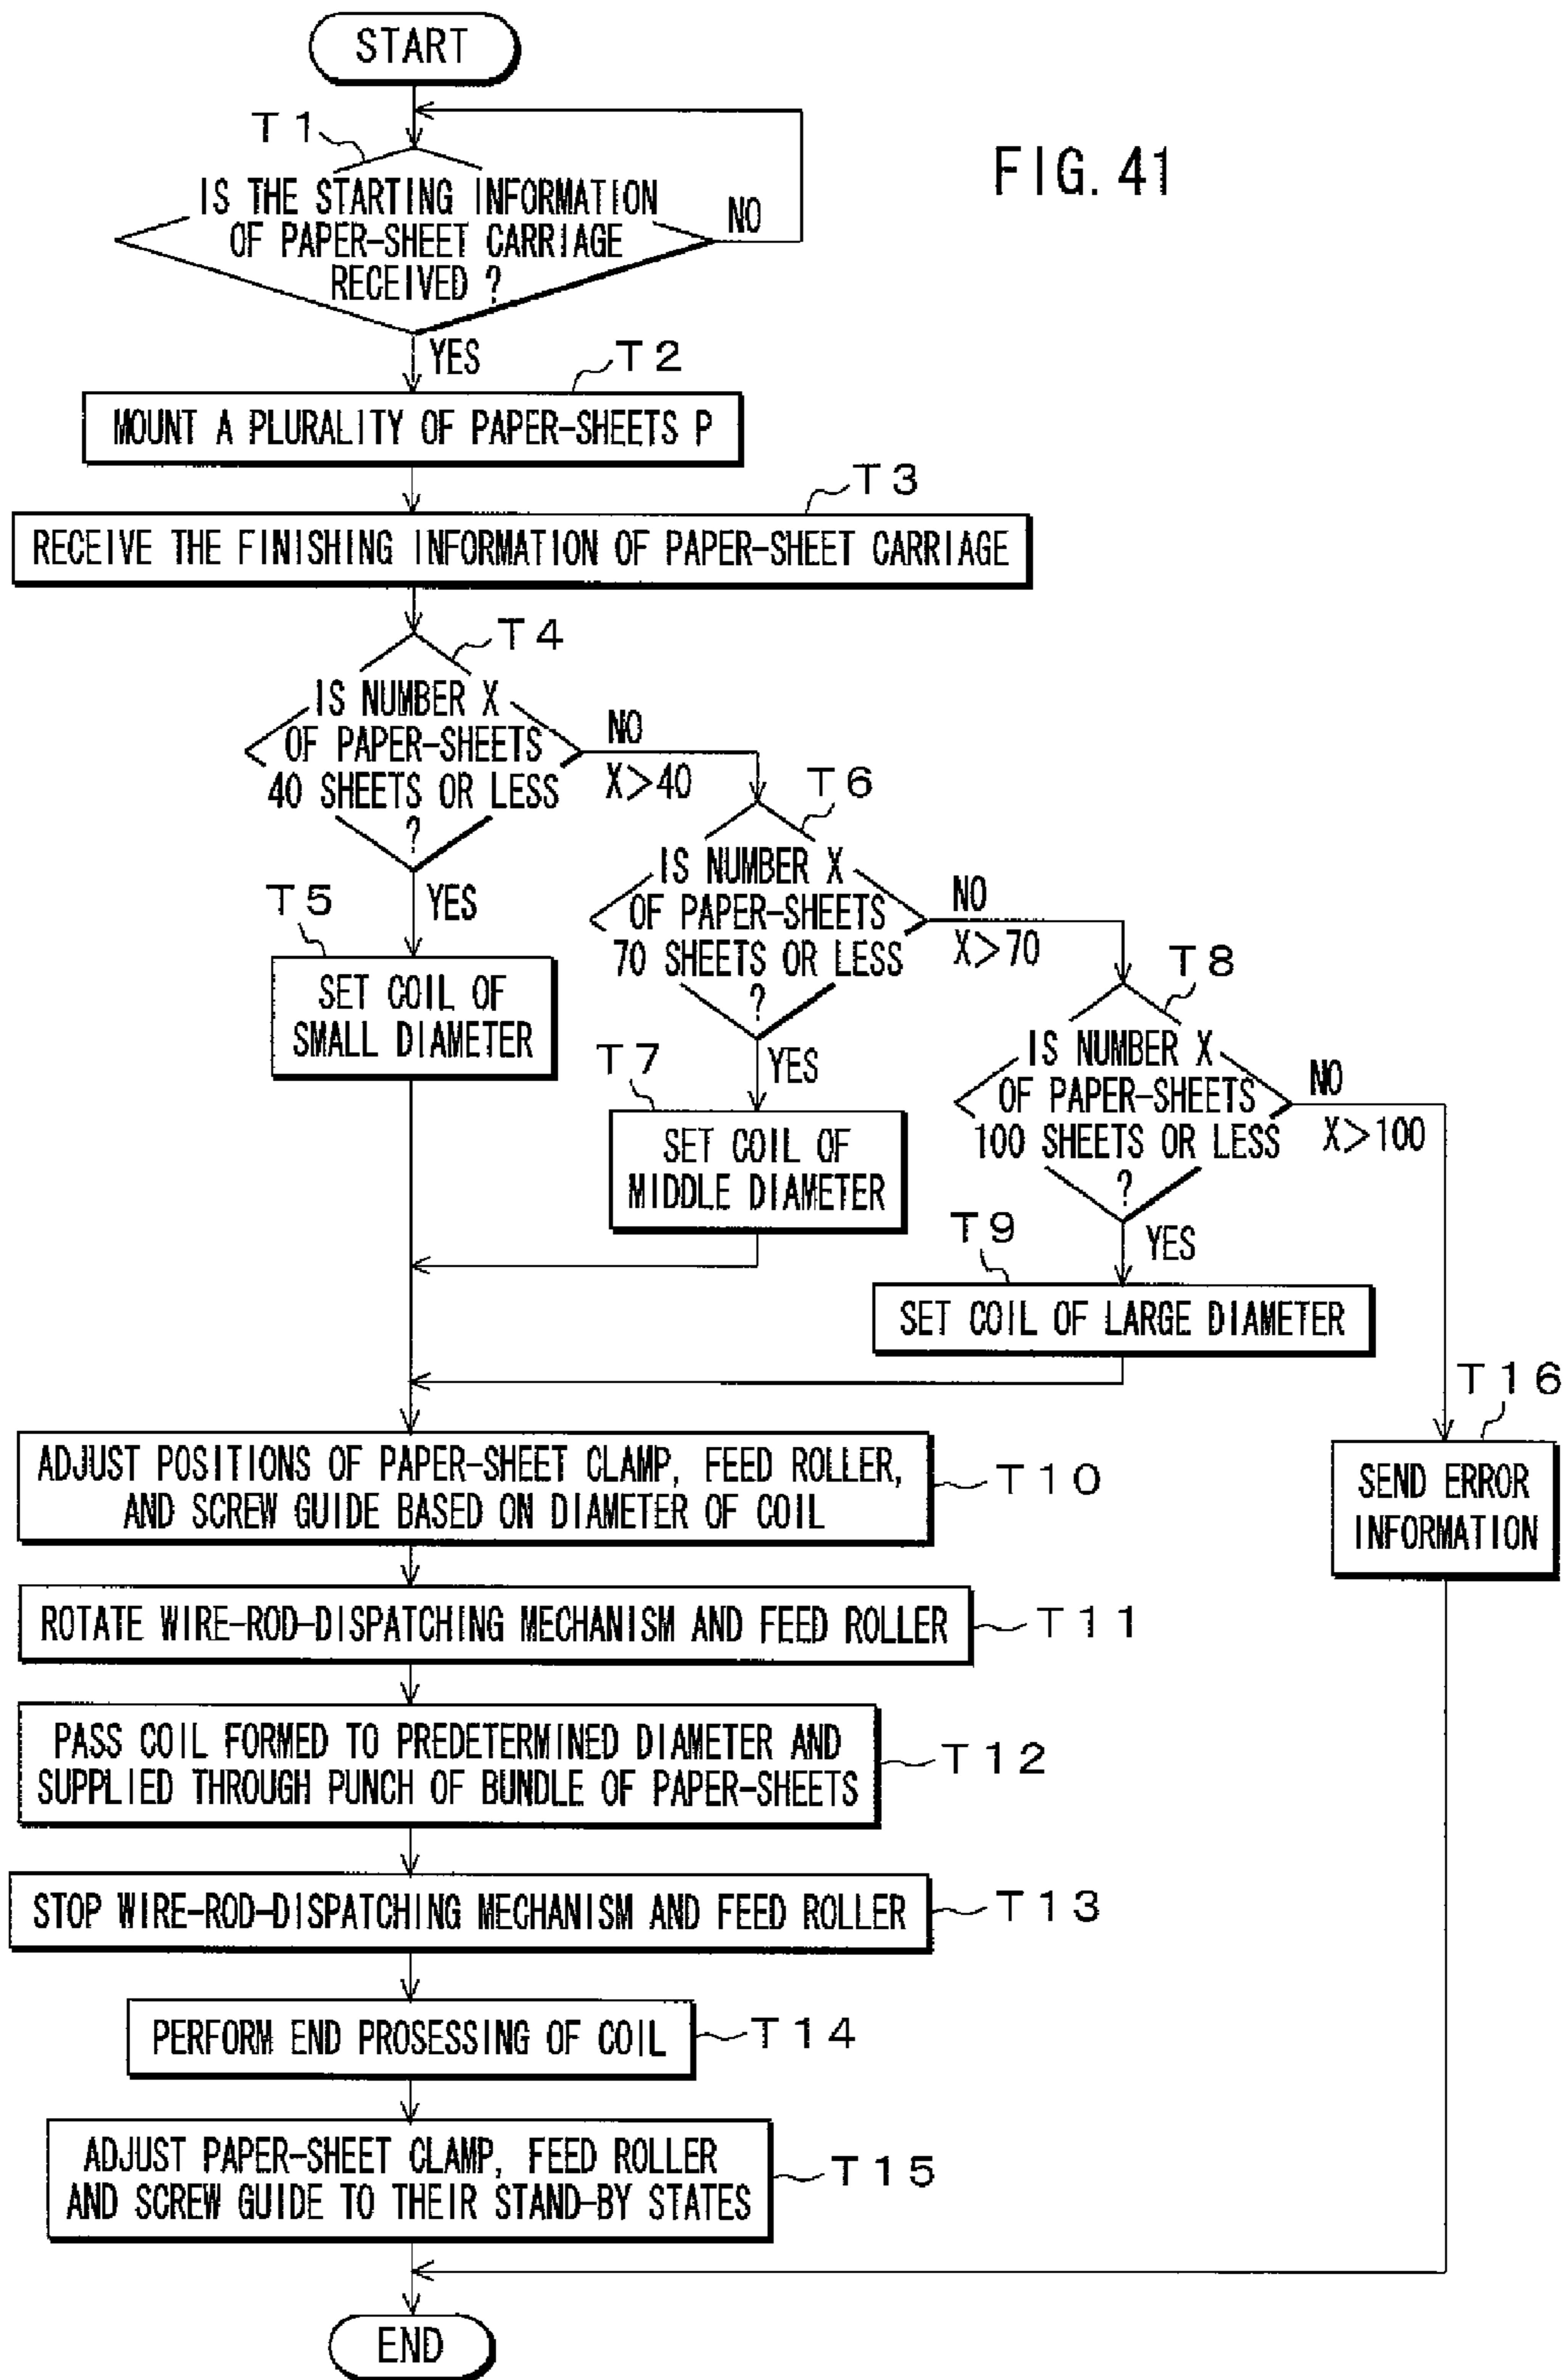 START
T1
FIG. 41
IS THE STARTING INFORMATION
OF PAPER-SHEET CARRIAGE
RECEIVED ?
NO
YES
T2
MOUNT A PLURALITY OF PAPER-SHEETS P
T3
RECEIVE THE FINISHING INFORMATION OF PAPER-SHEET CARRIAGE
T4
IS NUMBER X
OF PAPER-SHEETS
40 SHEETS OR LESS
?
NO
X>40
YES
T5
SET COIL OF
SMALL DIAMETER
T6
IS NUMBER X
OF PAPER-SHEETS
70 SHEETS OR LESS
?
NO
X>70
YES
T7
SET COIL OF
MIDDLE DIAMETER
T8
IS NUMBER X
OF PAPER-SHEETS
100 SHEETS OR LESS
?
NO
X>100
YES
T9
SET COIL OF LARGE DIAMETER
T16
SEND ERROR
INFORMATION
ADJUST POSITIONS OF PAPER-SHEET CLAMP, FEED ROLLER,
AND SCREW GUIDE BASED ON DIAMETER OF COIL
T10
ROTATE WIRE-ROD-DISPATCHING MECHANISM AND FEED ROLLER
T11
PASS COIL FORMED TO PREDETERMINED DIAMETER AND
SUPPLIED THROUGH PUNCH OF BUNDLE OF PAPER-SHEETS
T12
STOP WIRE-ROD-DISPATCHING MECHANISM AND FEED ROLLER
T13
PERFORM END PROSESSING OF COIL
T14
ADJUST PAPER-SHEET CLAMP, FEED ROLLER
AND SCREW GUIDE TO THEIR STAND-BY STATES
T15
END